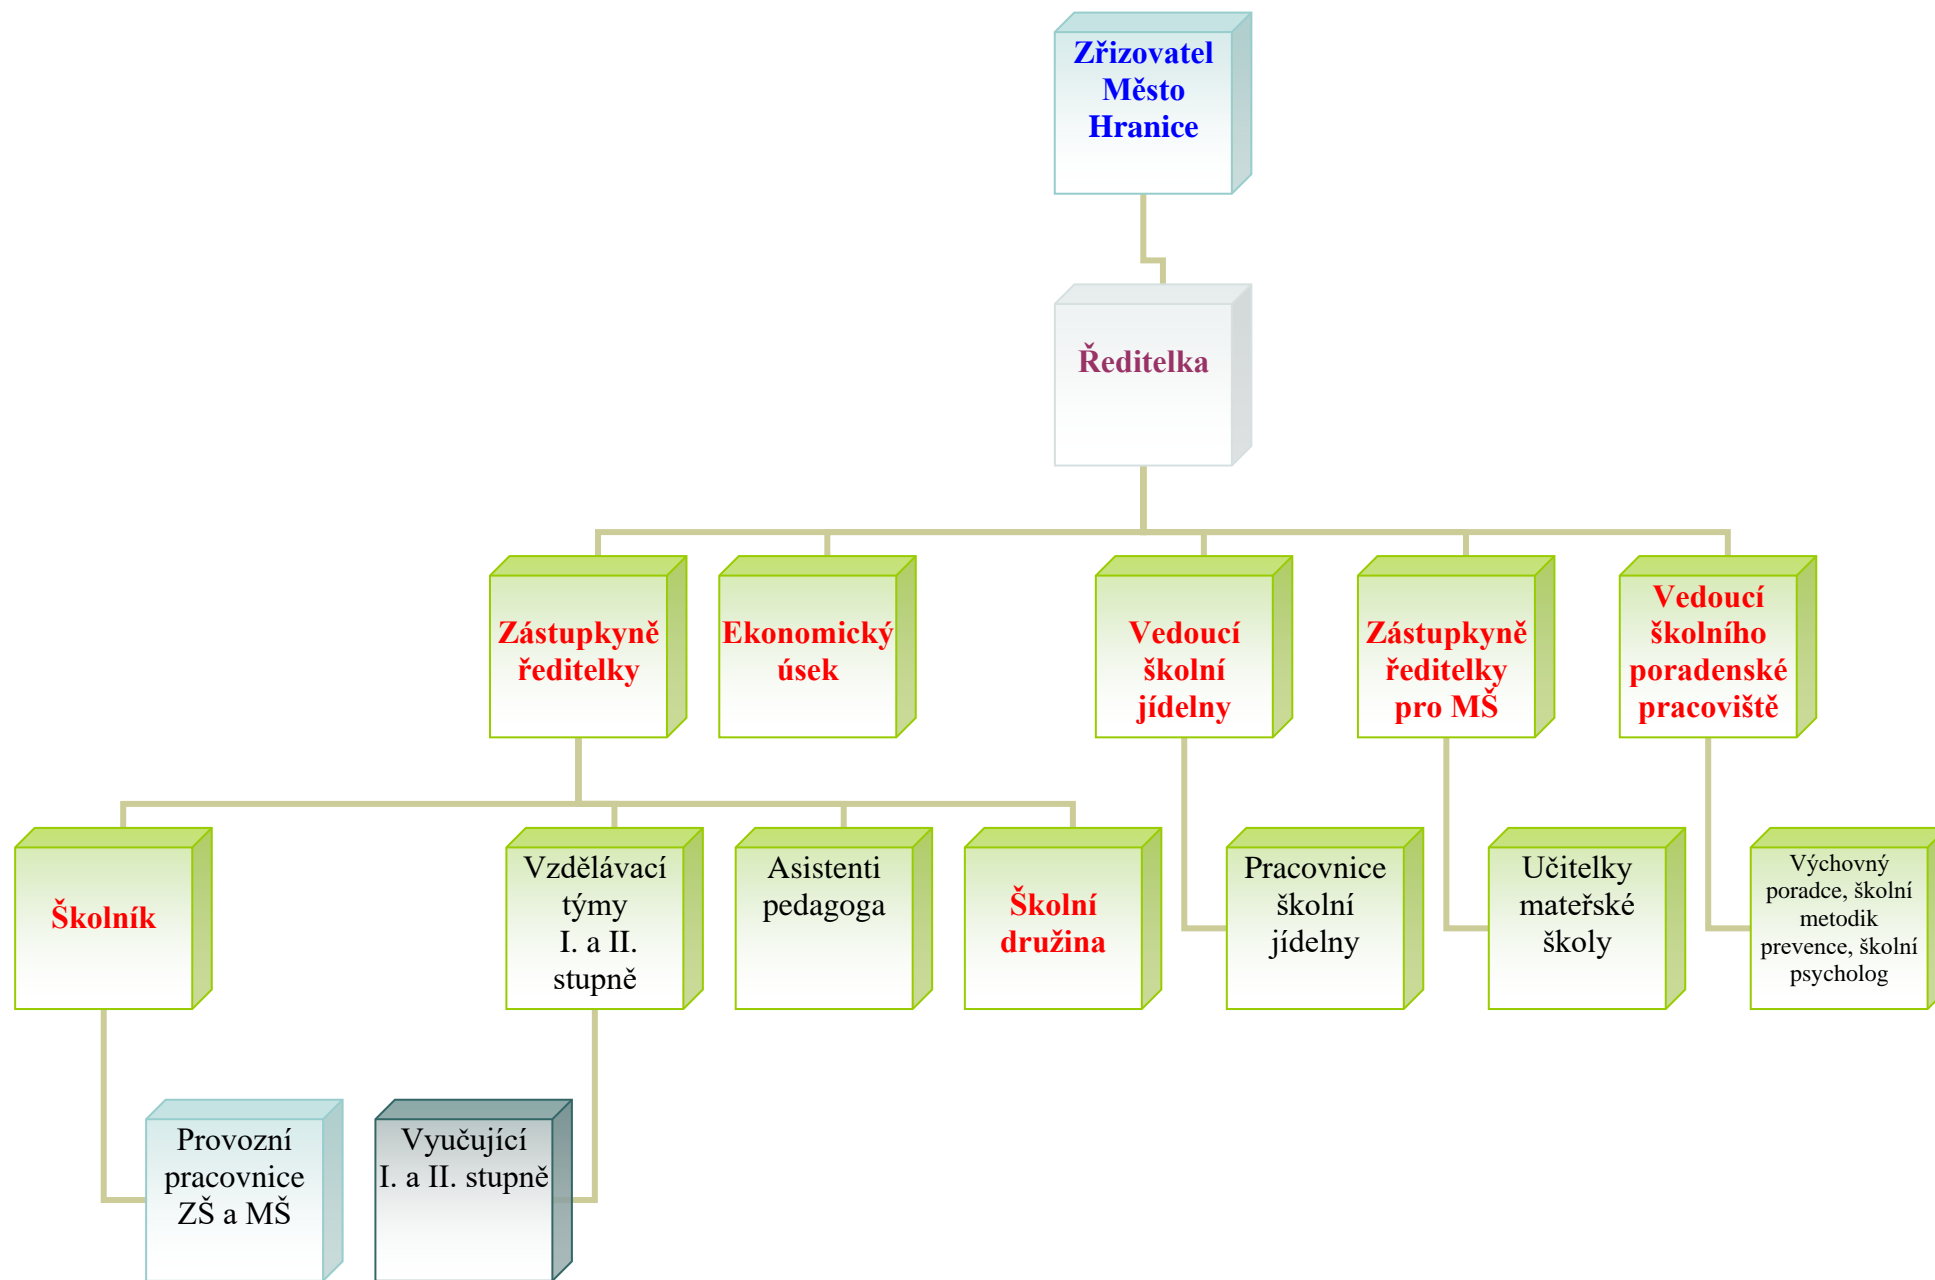 Zřizovatel
Město
Hranice
Ředitelka
Zástupkyně
ředitelky
Ekonomický
úsek
Vedoucí
školní
jídelny
Zástupkyně
ředitelky
pro MŠ
Vedoucí
školního
poradenské
pracoviště
Školník
Vzdělávací
týmy
I. a II.
stupně
Asistenti
pedagoga
Školní
družina
Pracovnice
školní
jídelny
Učitelky
mateřské
školy
Výchovný
poradce, školní
metodik
prevence, školní
psycholog
Provozní
pracovnice
ZŠ a MŠ
Vyučující
I. a II. stupně